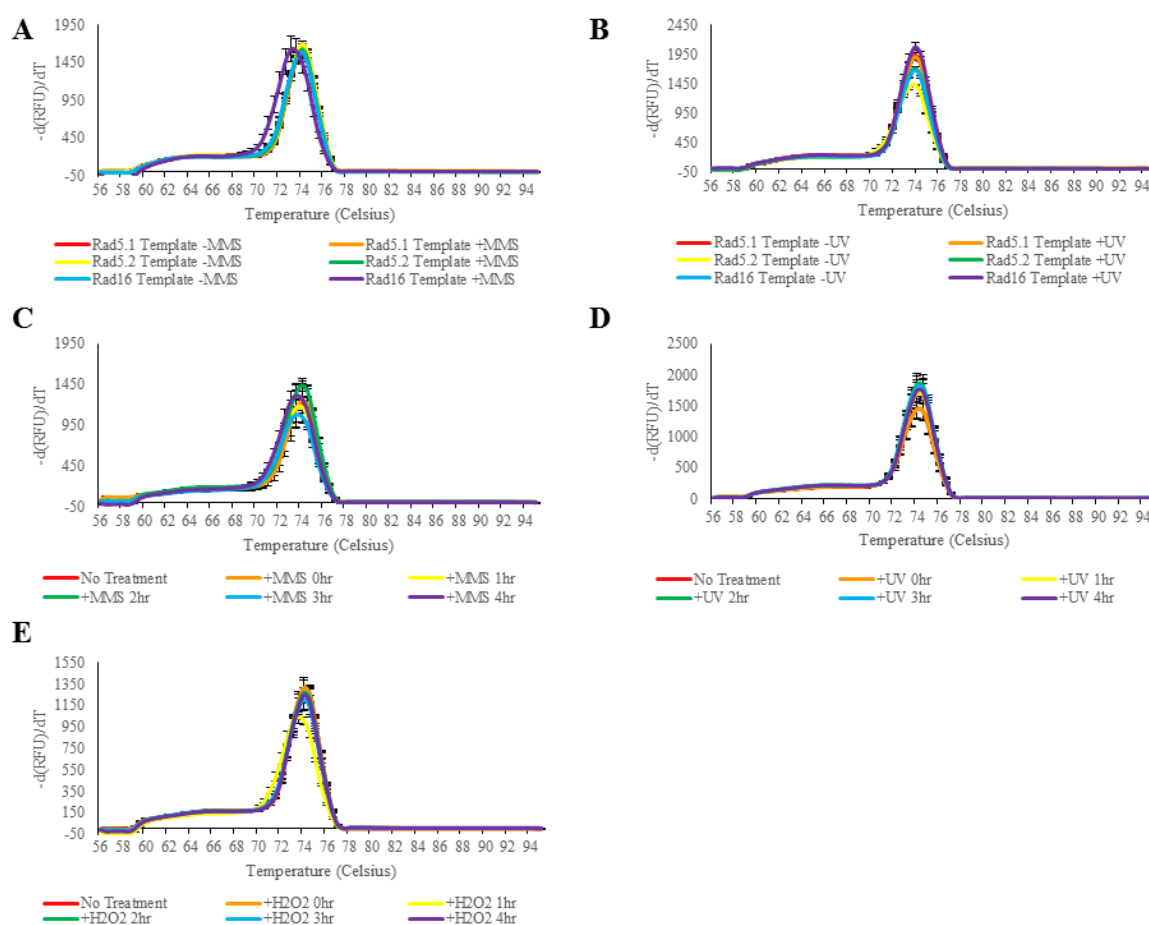 A
-d(RFU)/dT
1950
1450
950
450
-50
56 58 60 62 64 66 68 70 72 74 76 78 80 82 84 86 88 90 92 94
Temperature (Celsius)
Rad5.1 Template -MMS
Rad5.1 Template +MMS
Rad5.2 Template -MMS
Rad5.2 Template +MMS
Rad16 Template -MMS
Rad16 Template +MMS
B
-d(RFU)/dT
2450
1950
1450
950
450
-50
56 58 60 62 64 66 68 70 72 74 76 78 80 82 84 86 88 90 92 94
Temperature (Celsius)
Rad5.1 Template -UV
Rad5.1 Template +UV
Rad5.2 Template -UV
Rad5.2 Template +UV
Rad16 Template -UV
Rad16 Template +UV
C
-d(RFU)/dT
1950
1450
950
450
-50
56 58 60 62 64 66 68 70 72 74 76 78 80 82 84 86 88 90 92 94
Temperature (Celsius)
No Treatment
+MMS 0hr
+MMS 1hr
+MMS 2hr
+MMS 3hr
+MMS 4hr
D
-d(RFU)/dT
2500
2000
1500
1000
500
0
56 58 60 62 64 66 68 70 72 74 76 78 80 82 84 86 88 90 92 94
Temperature (Celsius)
No Treatment
+UV 0hr
+UV 1hr
+UV 2hr
+UV 3hr
+UV 4hr
E
-d(RFU)/dT
1550
1350
1150
950
750
550
350
150
-50
56 58 60 62 64 66 68 70 72 74 76 78 80 82 84 86 88 90 92 94
Temperature (Celsius)
No Treatment
+H2O2 0hr
+H2O2 1hr
+H2O2 2hr
+H2O2 3hr
+H2O2 4hr